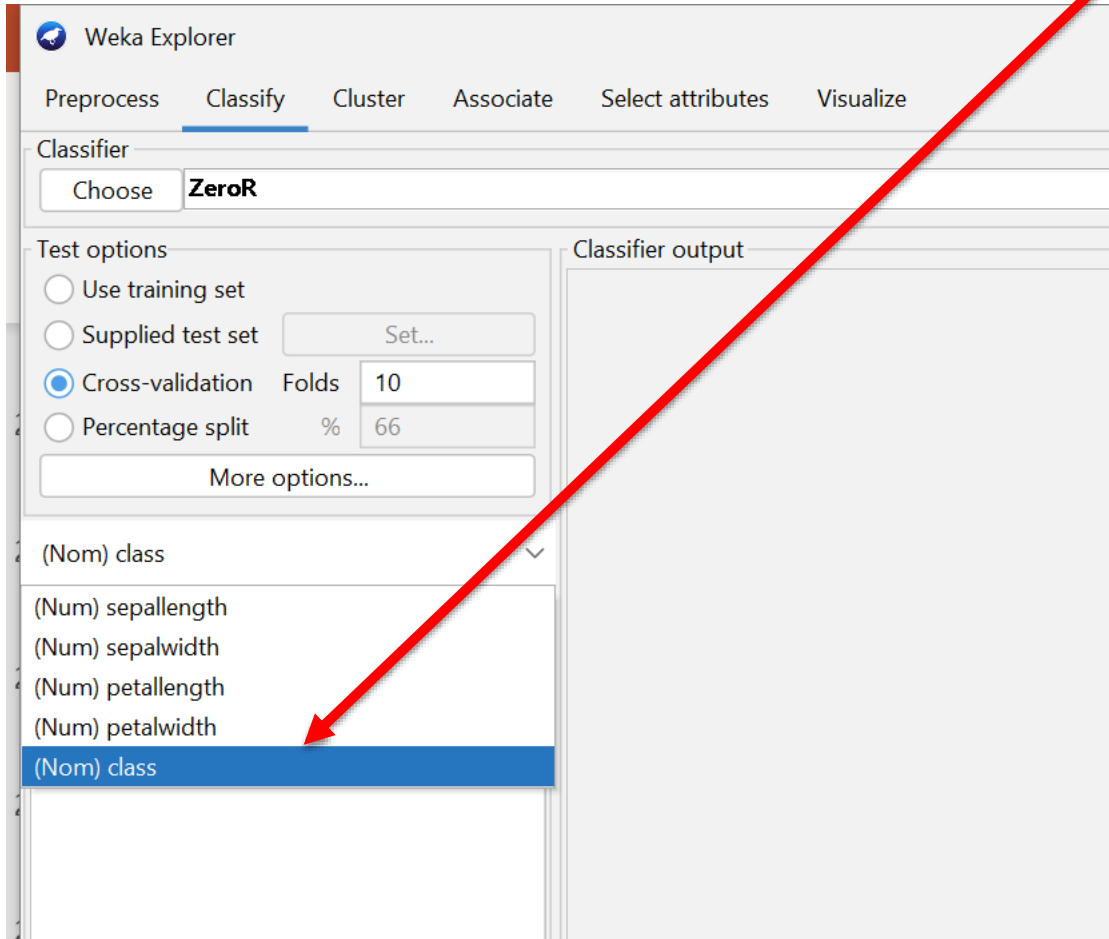 Weka Explorer
Preprocess Classify Cluster Associate Select attributes Visualize
Classifier
Choose ZeroR
Test options
Classifier output
Use training set
Supplied test set Set...
Cross-validation Folds 10
Percentage split % 66
More options...
(Nom) class
(Num) sepallength
(Num) sepalwidth
(Num) petallength
(Num) petalwidth
(Nom) class